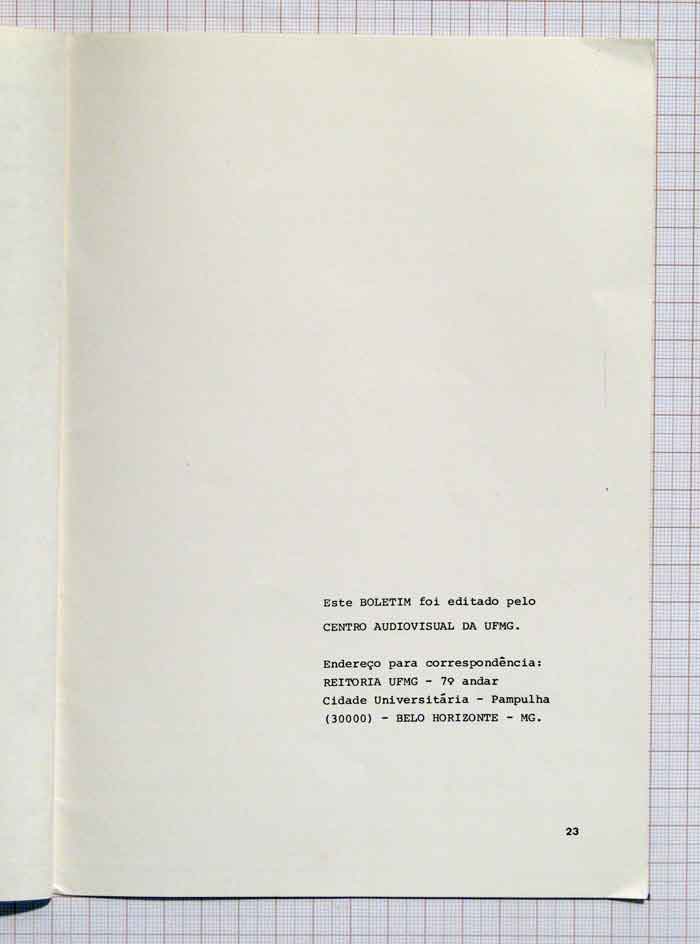 Este BOLETIM foi editado pelo
CENTRO AUDIOVISUAL DA UFMG.
Endereço para correspondência:
REITORIA UFMG - 7º andar
Cidade Universitária - Pampulha
(30000) - BELO HORIZONTE - MG.
23